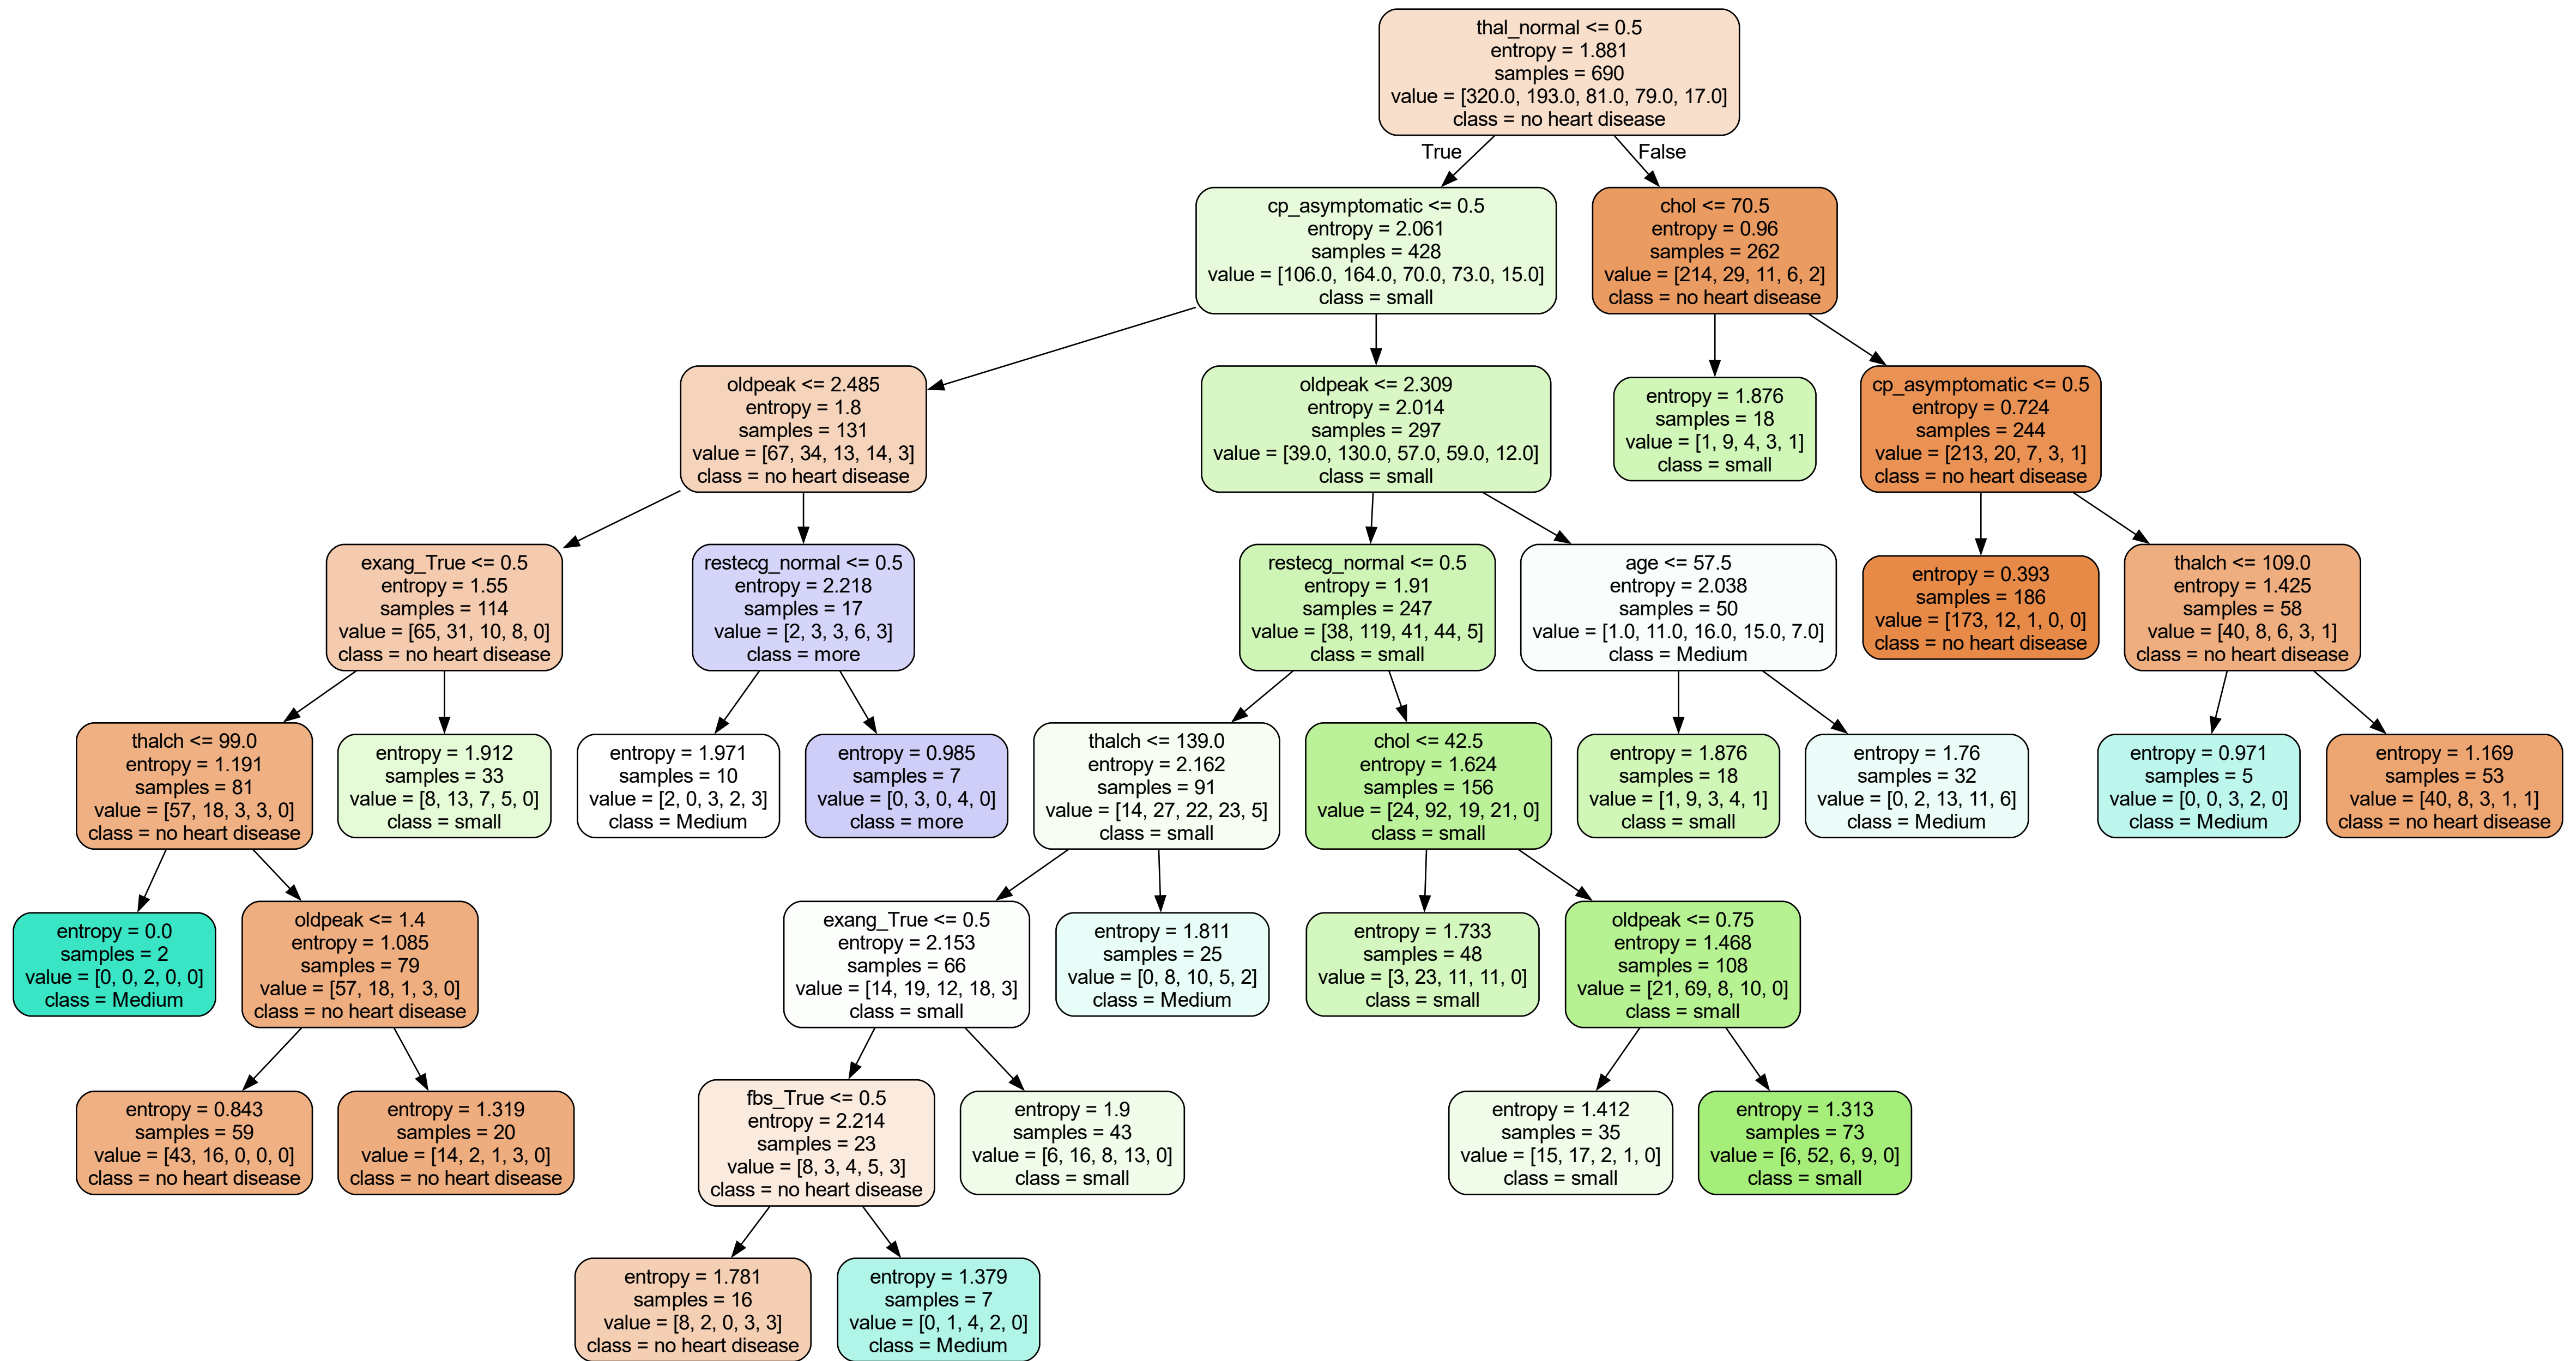 thal_normal <= 0.5
entropy = 1.881
samples = 690
value = [320.0, 193.0, 81.0, 79.0, 17.0]
class = no heart disease
True
False
cp_asymptomatic <= 0.5
entropy = 2.061
samples = 428
value = [106.0, 164.0, 70.0, 73.0, 15.0]
class = small
chol <= 70.5
entropy = 0.96
samples = 262
value = [214, 29, 11, 6, 2]
class = no heart disease
oldpeak <= 2.485
entropy = 1.8
samples = 131
value = [67, 34, 13, 14, 3]
class = no heart disease
oldpeak <= 2.309
entropy = 2.014
samples = 297
value = [39.0, 130.0, 57.0, 59.0, 12.0]
class = small
entropy = 1.876
samples = 18
value = [1, 9, 4, 3, 1]
class = small
cp_asymptomatic <= 0.5
entropy = 0.724
samples = 244
value = [213, 20, 7, 3, 1]
class = no heart disease
exang_True <= 0.5
entropy = 1.55
samples = 114
value = [65, 31, 10, 8, 0]
class = no heart disease
restecg_normal <= 0.5
entropy = 2.218
samples = 17
value = [2, 3, 3, 6, 3]
class = more
restecg_normal <= 0.5
entropy = 1.91
samples = 247
value = [38, 119, 41, 44, 5]
class = small
age <= 57.5
entropy = 2.038
samples = 50
value = [1.0, 11.0, 16.0, 15.0, 7.0]
class = Medium
entropy = 0.393
samples = 186
value = [173, 12, 1, 0, 0]
class = no heart disease
thalch <= 109.0
entropy = 1.425
samples = 58
value = [40, 8, 6, 3, 1]
class = no heart disease
thalch <= 99.0
entropy = 1.191
samples = 81
value = [57, 18, 3, 3, 0]
class = no heart disease
entropy = 1.912
samples = 33
value = [8, 13, 7, 5, 0]
class = small
entropy = 1.971
samples = 10
value = [2, 0, 3, 2, 3]
class = Medium
entropy = 0.985
samples = 7
value = [0, 3, 0, 4, 0]
class = more
thalch <= 139.0
entropy = 2.162
samples = 91
value = [14, 27, 22, 23, 5]
class = small
chol <= 42.5
entropy = 1.624
samples = 156
value = [24, 92, 19, 21, 0]
class = small
entropy = 1.876
samples = 18
value = [1, 9, 3, 4, 1]
class = small
entropy = 1.76
samples = 32
value = [0, 2, 13, 11, 6]
class = Medium
entropy = 0.971
samples = 5
value = [0, 0, 3, 2, 0]
class = Medium
entropy = 1.169
samples = 53
value = [40, 8, 3, 1, 1]
class = no heart disease
entropy = 0.0
samples = 2
value = [0, 0, 2, 0, 0]
class = Medium
oldpeak <= 1.4
entropy = 1.085
samples = 79
value = [57, 18, 1, 3, 0]
class = no heart disease
exang_True <= 0.5
entropy = 2.153
samples = 66
value = [14, 19, 12, 18, 3]
class = small
entropy = 1.811
samples = 25
value = [0, 8, 10, 5, 2]
class = Medium
entropy = 1.733
samples = 48
value = [3, 23, 11, 11, 0]
class = small
oldpeak <= 0.75
entropy = 1.468
samples = 108
value = [21, 69, 8, 10, 0]
class = small
entropy = 0.843
samples = 59
value = [43, 16, 0, 0, 0]
class = no heart disease
entropy = 1.319
samples = 20
value = [14, 2, 1, 3, 0]
class = no heart disease
fbs_True <= 0.5
entropy = 2.214
samples = 23
value = [8, 3, 4, 5, 3]
class = no heart disease
entropy = 1.9
samples = 43
value = [6, 16, 8, 13, 0]
class = small
entropy = 1.412
samples = 35
value = [15, 17, 2, 1, 0]
class = small
entropy = 1.313
samples = 73
value = [6, 52, 6, 9, 0]
class = small
entropy = 1.781
samples = 16
value = [8, 2, 0, 3, 3]
class = no heart disease
entropy = 1.379
samples = 7
value = [0, 1, 4, 2, 0]
class = Medium